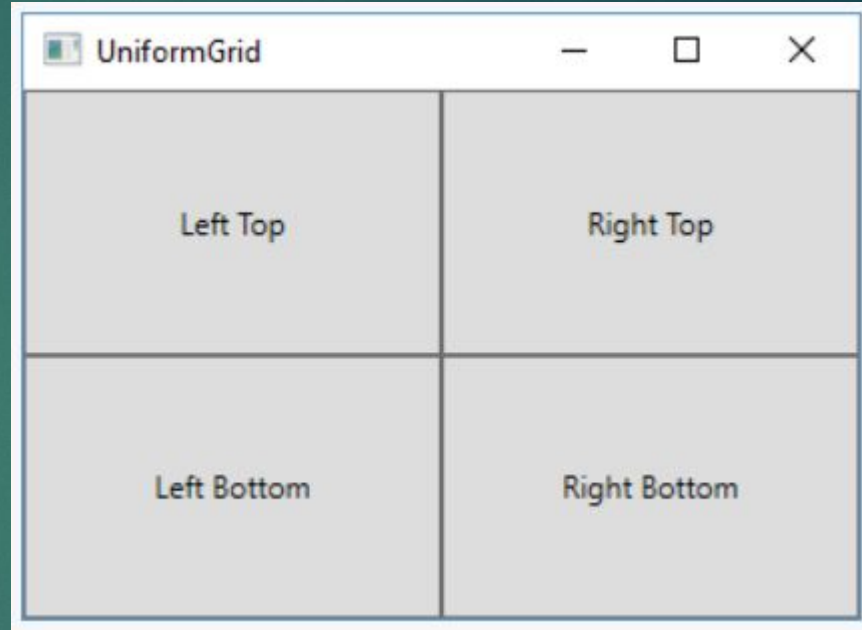 UniformGrid
Left Top
Right Top
Left Bottom
Right Bottom